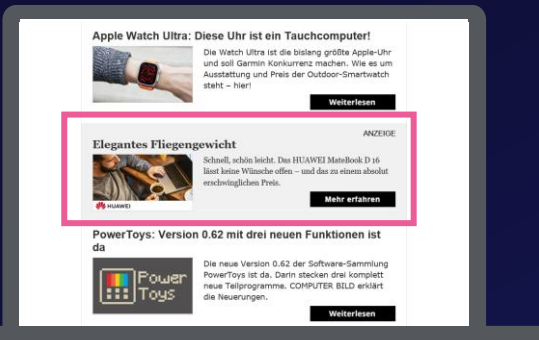 Apple Watch Ultra: Diese Uhr ist ein Tauchcomputer!
Die Watch Ultra ist die bislang größte Apple-Uhr
und soll Garmin Konkurrenz machen. Wie es um
Ausstattung und Preis der Outdoor-Smartwatch
steht – hier!
Weiterlesen
ANZEIGE
Elegantes Fliegengewicht
Schnell, schön leicht. Das HUAWEI MateBook D 16
lässt keine Wünsche offen – und das zu einem absolut
erschwinglichen Preis.
HUAWEI
Mehr erfahren
PowerToys: Version 0.62 mit drei neuen Funktionen ist
da
Die neue Version 0.62 der Software-Sammlung
PowerToys ist da. Darin stecken drei komplett
neue Teilprogramme. COMPUTER BILD erklärt
die Neuerungen.
Power
Toys
Weiterlesen